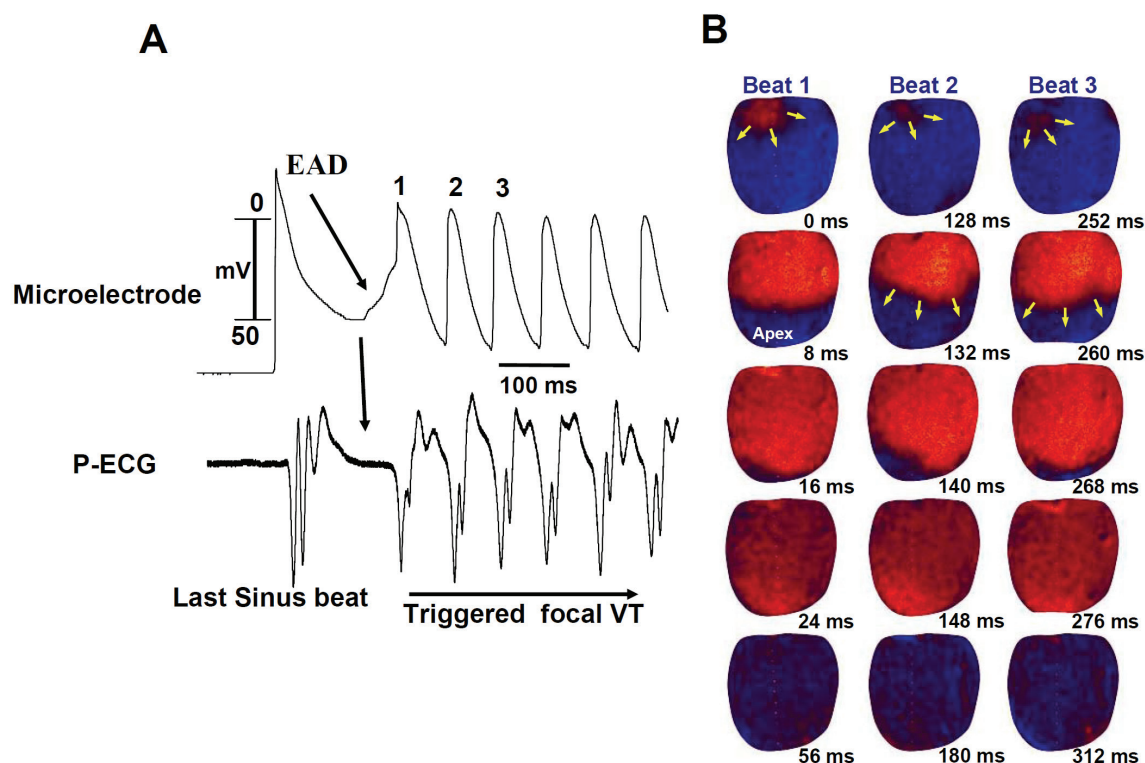 A
EAD
1 2 3
0
mV
50
Microelectrode
100 ms
P-ECG
Last Sinus beat
Triggered focal VT
B
Beat 1 Beat 2 Beat 3
0 ms 128 ms 252 ms
Apex
8 ms 132 ms 260 ms
16 ms 140 ms 268 ms
24 ms 148 ms 276 ms
56 ms 180 ms 312 ms